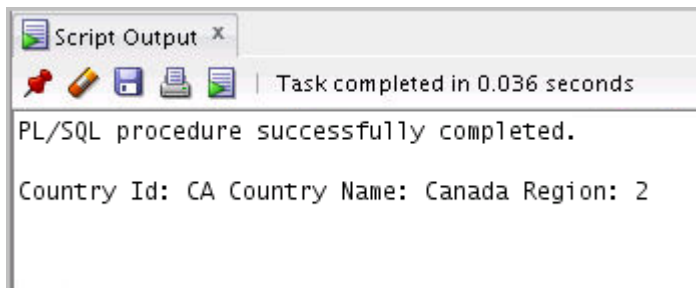 Script Output x
Task completed in 0.036 seconds
PL/SQL procedure successfully completed.
Country Id: CA Country Name: Canada Region: 2